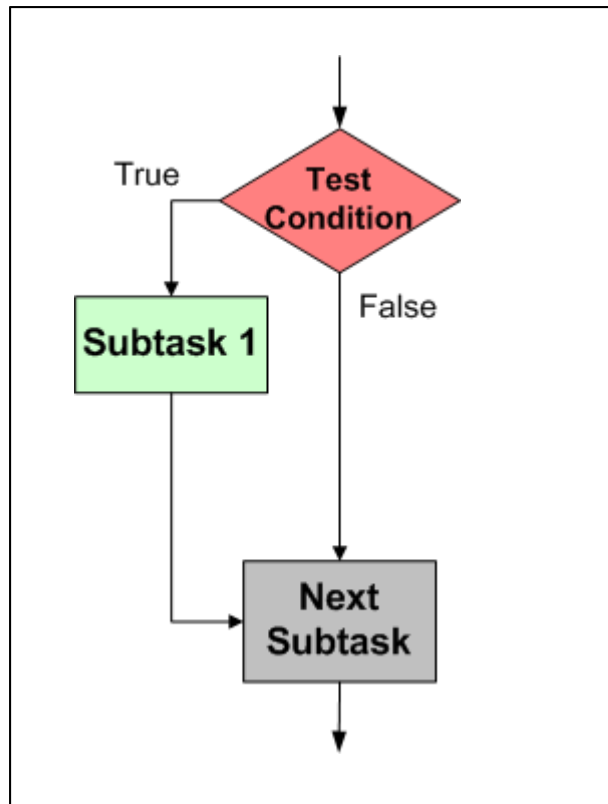 True
Test
Condition
False
Subtask 1
Next
Subtask